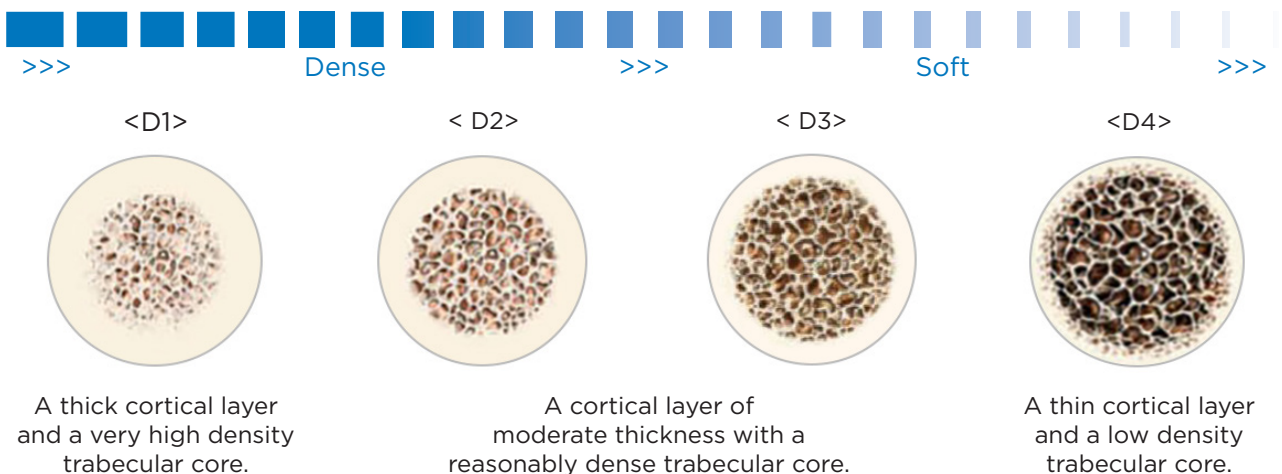 >>> Dense >>> Soft >>>
<D1> < D2> < D3> <D4>
A thick cortical layer
and a very high density
trabecular core.
A cortical layer of
moderate thickness with a
reasonably dense trabecular core.
A thin cortical layer
and a low density
trabecular core.